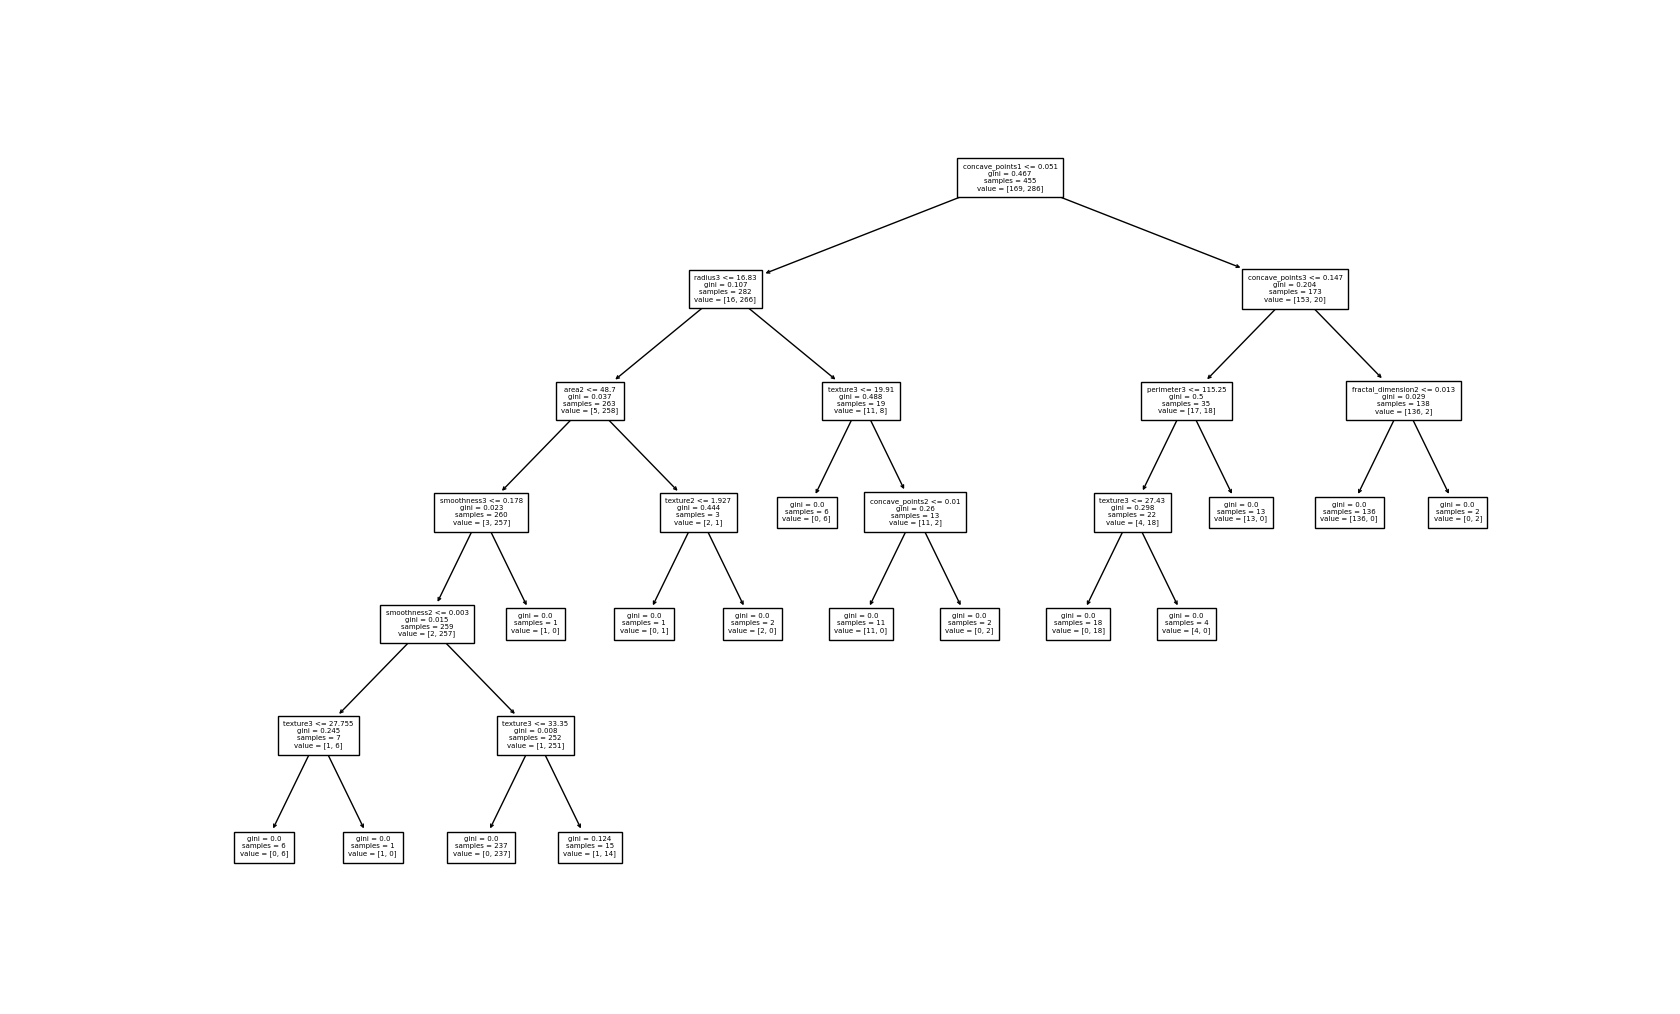 concave_points1 <= 0.051
gini = 0.467
samples = 455
value = [169, 286]
radius3 <= 16.83
gini = 0.107
samples = 282
value = [16, 266]
concave_points3 <= 0.147
gini = 0.204
samples = 173
value = [153, 20]
area2 <= 48.7
gini = 0.037
samples = 263
value = [5, 258]
texture3 <= 19.91
gini = 0.488
samples = 19
value = [11, 8]
perimeter3 <= 115.25
gini = 0.5
samples = 35
value = [17, 18]
fractal_dimension2 <= 0.013
gini = 0.029
samples = 138
value = [136, 2]
smoothness3 <= 0.178
gini = 0.023
samples = 260
value = [3, 257]
texture2 <= 1.927
gini = 0.444
samples = 3
value = [2, 1]
gini = 0.0
samples = 6
value = [0, 6]
concave_points2 <= 0.01
gini = 0.26
samples = 13
value = [11, 2]
texture3 <= 27.43
gini = 0.298
samples = 22
value = [4, 18]
gini = 0.0
samples = 13
value = [13, 0]
gini = 0.0
samples = 136
value = [136, 0]
gini = 0.0
samples = 2
value = [0, 2]
smoothness2 <= 0.003
gini = 0.015
samples = 259
value = [2, 257]
gini = 0.0
samples = 1
value = [1, 0]
gini = 0.0
samples = 1
value = [0, 1]
gini = 0.0
samples = 2
value = [2, 0]
gini = 0.0
samples = 11
value = [11, 0]
gini = 0.0
samples = 2
value = [0, 2]
gini = 0.0
samples = 18
value = [0, 18]
gini = 0.0
samples = 4
value = [4, 0]
texture3 <= 27.755
gini = 0.245
samples = 7
value = [1, 6]
texture3 <= 33.35
gini = 0.008
samples = 252
value = [1, 251]
gini = 0.0
samples = 6
value = [0, 6]
gini = 0.0
samples = 1
value = [1, 0]
gini = 0.0
samples = 237
value = [0, 237]
gini = 0.124
samples = 15
value = [1, 14]